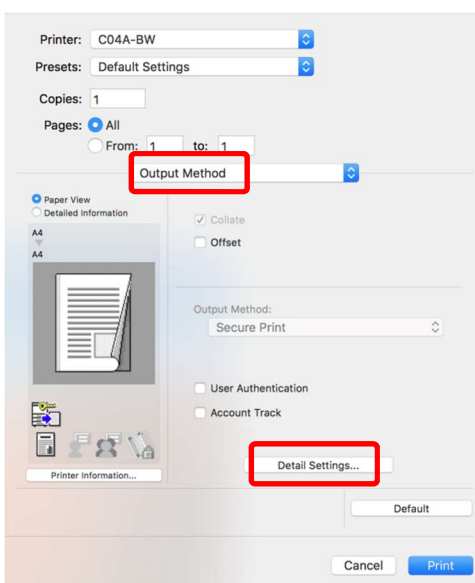 Printer: C04A-BW
Presets: Default Settings
Copies: 1
Pages: All
From: 1 to: 1
Output Method
Paper View
Detailed Information
A4
A4
Collate
Offset
Output Method:
Secure Print
User Authentication
Account Track
Detail Settings...
Printer Information...
Default
Cancel Print